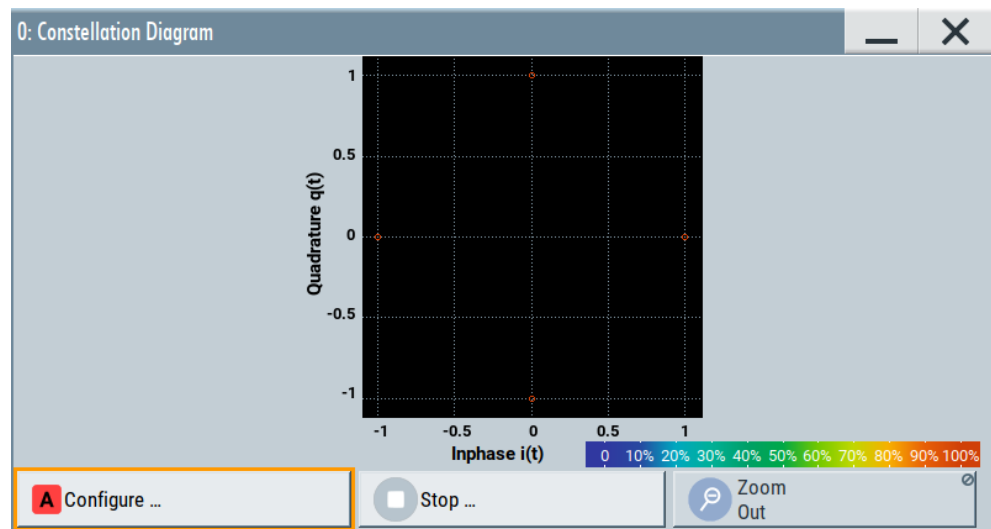 0: Constellation Diagram
1
0.5
0
-0.5
-1
Quadrature q(t)
-1 -0.5 0 0.5 1
Inphase i(t)
0 10% 20% 30% 40% 50% 60% 70% 80% 90% 100%
A Configure ...
Stop ...
Zoom
Out